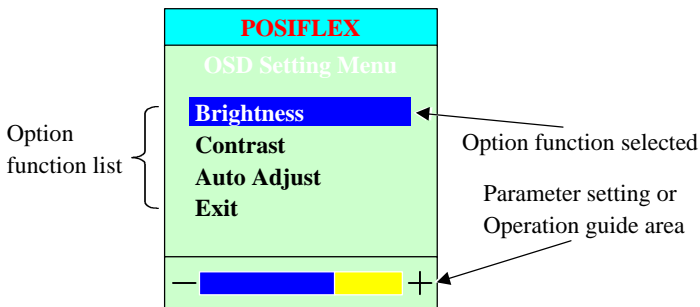 POSIFLEX
OSD Setting Menu
Brightness
Contrast
Auto Adjust
Exit
Option
function list
Option function selected
Parameter setting or
Operation guide area